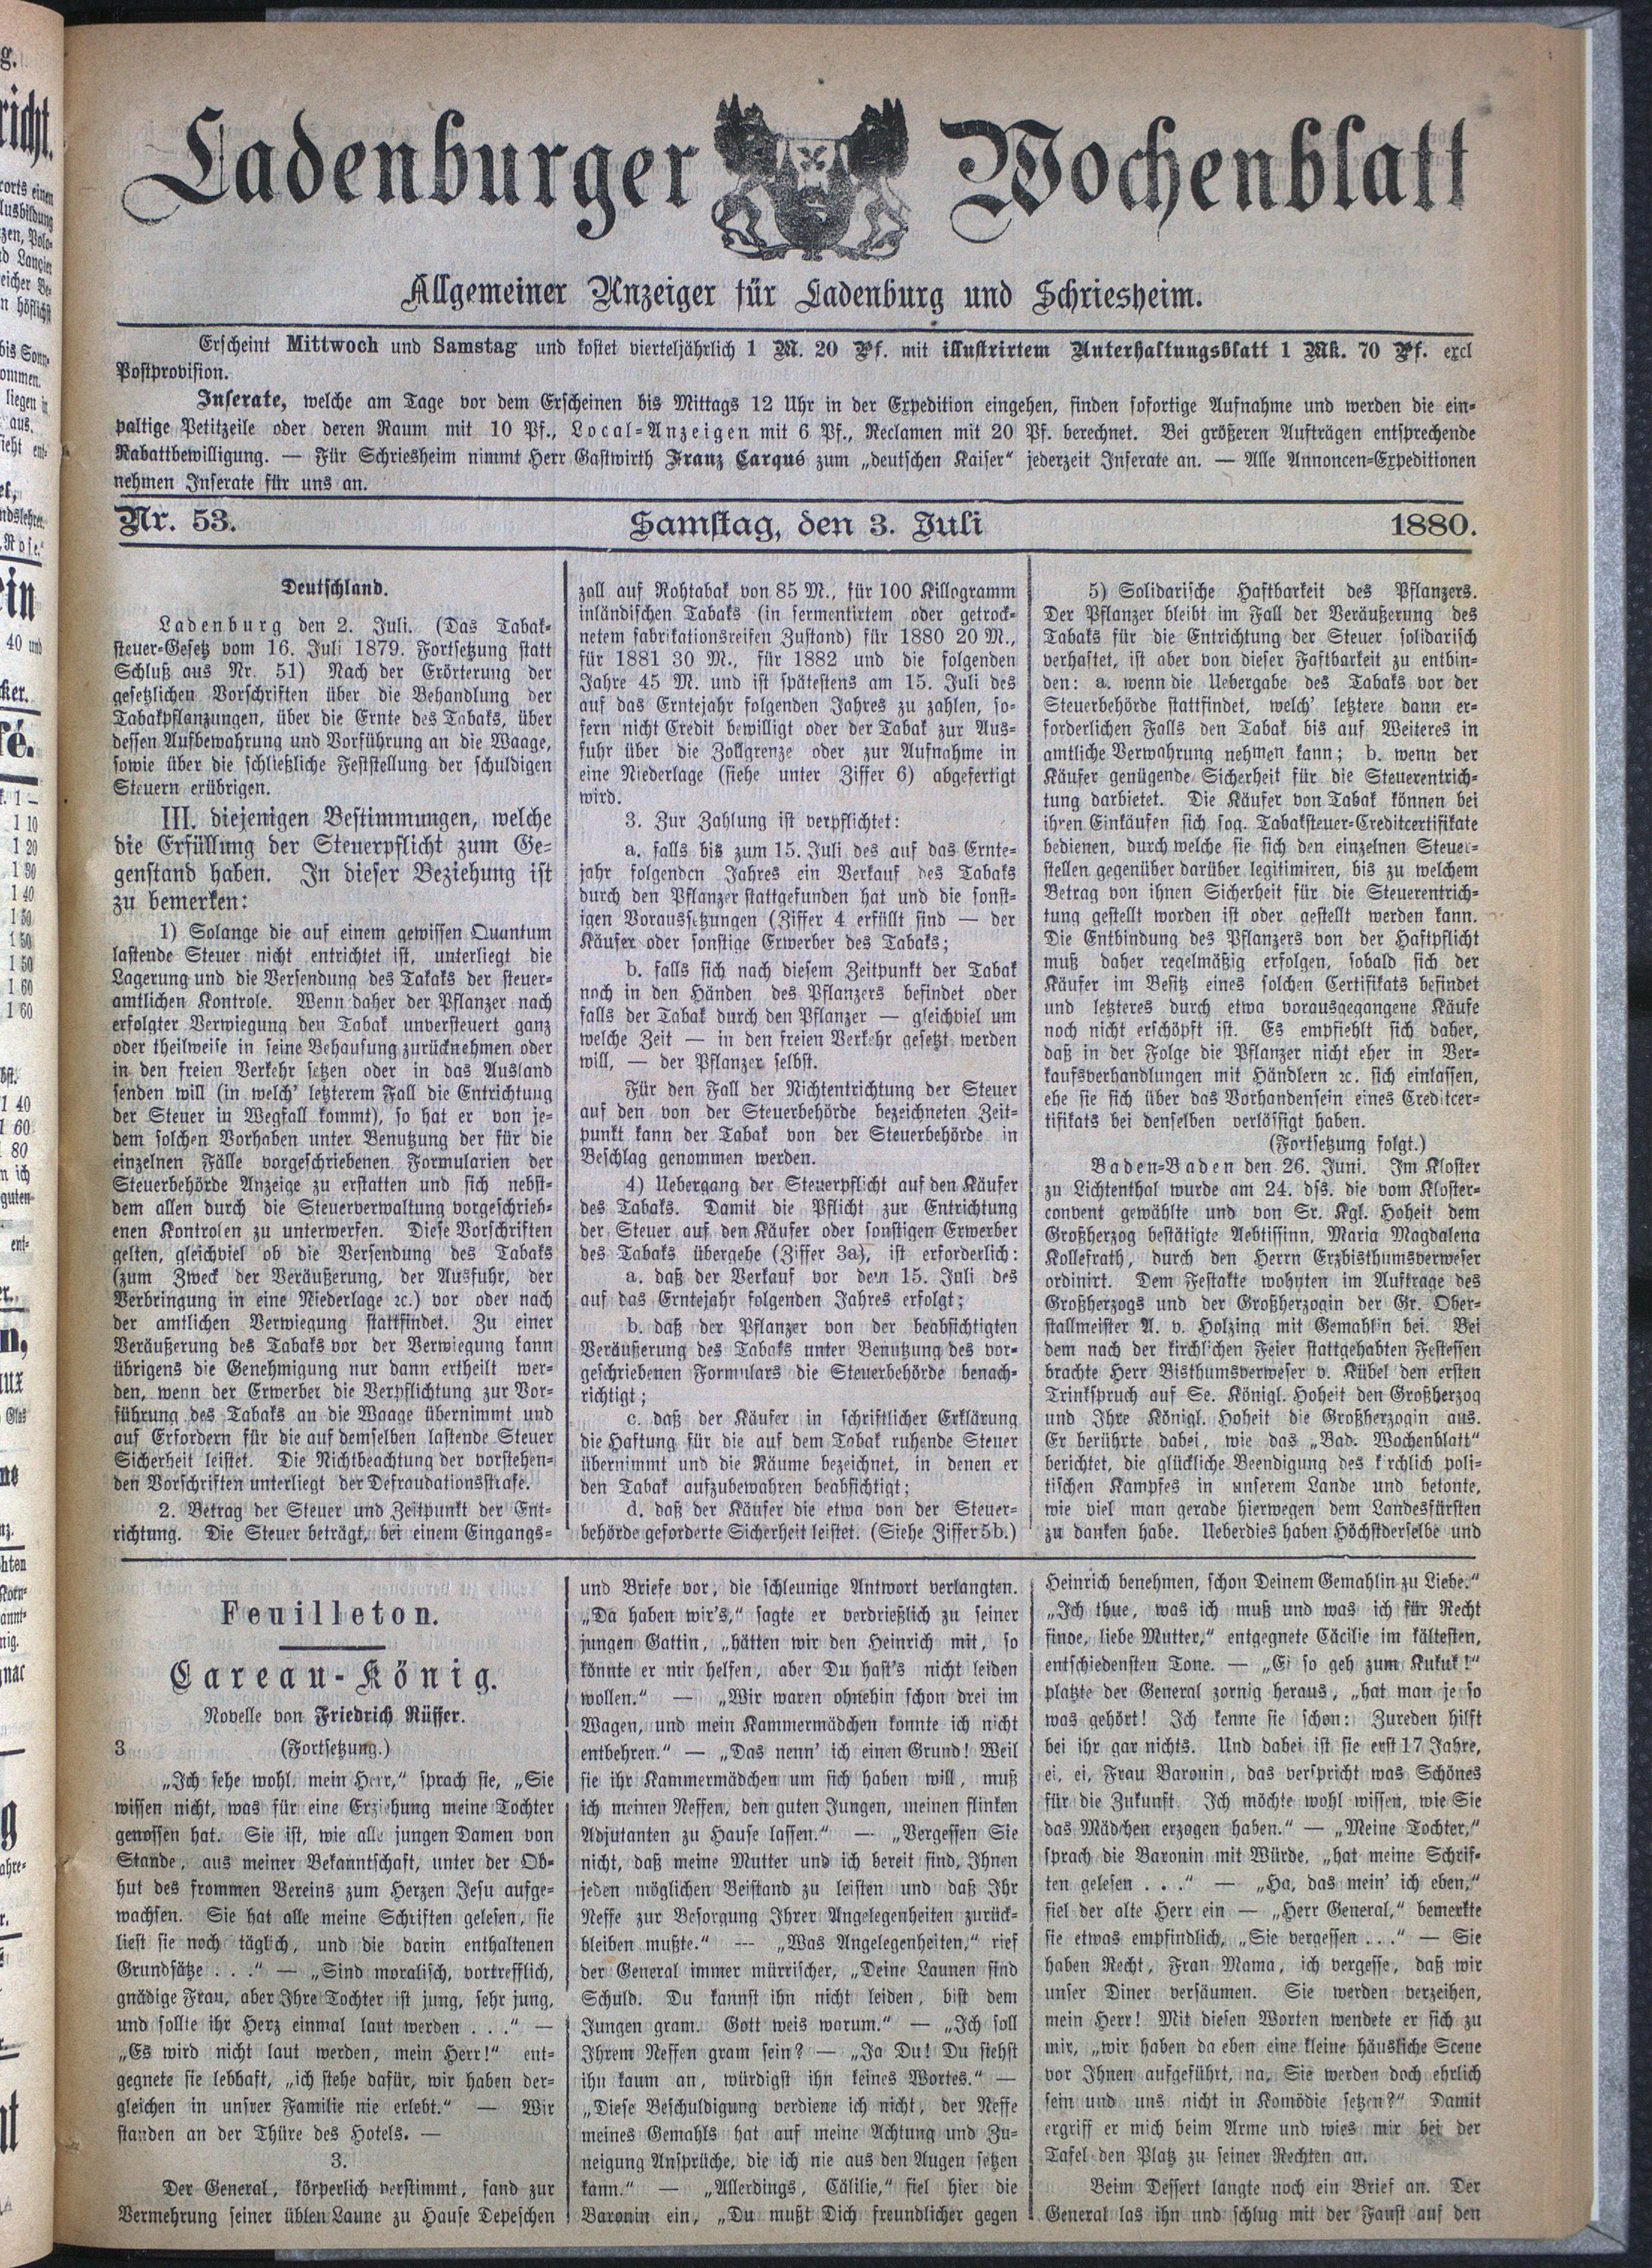 Ladenburger Wochenblatt
Allgemeiner Anzeiger für Ladenburg und Schriesheim.
Erscheint Mittwoch und Samstag und kostet vierteljährlich 1 M. 20 Pf. mit illustrirtem Unterhaltungsblatt 1 Mk. 70 Pf. excl
Postprovision.
Inserate, welche am Tage vor dem Erscheinen bis Mittags 12 Uhr in der Expedition eingehen, finden sofortige Aufnahme und werden die ein-
paltige Petitzeile oder deren Raum mit 10 Pf., Local-Anzeigen mit 6 Pf., Reclamen mit 20 Pf. berechnet. Bei größeren Aufträgen entsprechende
Rabattbewilligung. — Für Schriesheim nimmt Herr Gastwirth Franz Carqué zum „deutschen Kaiser“ jederzeit Inserate an. — Alle Annoncen-Expeditionen
nehmen Inserate für uns an.
Nr. 53. Samstag, den 3. Juli 1880.
Deutschland.
Ladenburg den 2. Juli. (Das Tabak-
steuer-Gesetz vom 16. Juli 1879. Fortsetzung statt
Schluß aus Nr. 51) Nach der Erörterung der
gesetzlichen Vorschriften über die Behandlung der
Tabakpflanzungen, über die Ernte des Tabaks, über
dessen Aufbewahrung und Vorführung an die Waage,
sowie über die schließliche Feststellung der schuldigen
Steuern erübrigen.
III. diejenigen Bestimmungen, welche
die Erfüllung der Steuerpflicht zum Ge-
genstand haben. In dieser Beziehung ist
zu bemerken:
1) Solange die auf einem gewissen Quantum
lastende Steuer nicht entrichtet ist, unterliegt die
Lagerung und die Versendung des Takaks der steuer-
amtlichen Kontrole. Wenn daher der Pflanzer nach
erfolgter Verwiegung den Tabak unversteuert ganz
oder theilweise in seine Behausung zurücknehmen oder
in den freien Verkehr setzen oder in das Ausland
senden will (in welch' letzterem Fall die Entrichtung
der Steuer in Wegfall kommt), so hat er von je-
dem solchen Vorhaben unter Benutzung der für die
einzelnen Fälle vorgeschriebenen Formularien der
Steuerbehörde Anzeige zu erstatten und sich nebst-
dem allen durch die Steuerverwaltung vorgeschrieb-
enen Kontrolen zu unterwerfen. Diese Vorschriften
gelten, gleichviel ob die Versendung des Tabaks
(zum Zweck der Veräußerung, der Ausfuhr, der
Verbringung in eine Niederlage ꝛc.) vor oder nach
der amtlichen Verwiegung stattfindet. Zu einer
Veräußerung des Tabaks vor der Verwiegung kann
übrigens die Genehmigung nur dann ertheilt wer-
den, wenn der Erwerber die Verpflichtung zur Vor-
führung des Tabaks an die Waage übernimmt und
auf Erfordern für die auf demselben lastende Steuer
Sicherheit leistet. Die Nichtbeachtung der vorstehen-
den Vorschriften unterliegt der Defraudationsstrafe.
2. Betrag der Steuer und Zeitpunkt der Ent-
richtung. Die Steuer beträgt, bei einem Eingangs-
zoll auf Rohtabak von 85 M., für 100 Killogramm
inländischen Tabaks (in fermentirtem oder getrock-
netem fabrikationsreifen Zustand) für 1880 20 M.,
für 1881 30 M., für 1882 und die folgenden
Jahre 45 M. und ist spätestens am 15. Juli des
auf das Erntejahr folgenden Jahres zu zahlen, so-
fern nicht Credit bewilligt oder der Tabak zur Aus-
fuhr über die Zollgrenze oder zur Aufnahme in
eine Niederlage (siehe unter Ziffer 6) abgefertigt
wird.
3. Zur Zahlung ist verpflichtet:
a. falls bis zum 15. Juli des auf das Ernte-
jahr folgenden Jahres ein Verkauf des Tabaks
durch den Pflanzer stattgefunden hat und die sonst-
igen Voraussetzungen (Ziffer 4 erfüllt sind — der
Käufer oder sonstige Erwerber des Tabaks;
b. falls sich nach diesem Zeitpunkt der Tabak
noch in den Händen des Pflanzers befindet oder
falls der Tabak durch den Pflanzer — gleichviel um
welche Zeit — in den freien Verkehr gesetzt werden
will, — der Pflanzer selbst.
Für den Fall der Nichtentrichtung der Steuer
auf den von der Steuerbehörde bezeichneten Zeit-
punkt kann der Tabak von der Steuerbehörde in
Beschlag genommen werden.
4) Uebergang der Steuerpflicht auf den Käufer
des Tabaks. Damit die Pflicht zur Entrichtung
der Steuer auf den Käufer oder sonstigen Erwerber
des Tabaks übergehe (Ziffer 3a), ist erforderlich:
a. daß der Verkauf vor dem 15. Juli des
auf das Erntejahr folgenden Jahres erfolgt;
b. daß der Pflanzer von der beabsichtigten
Veräußerung des Tabaks unter Benutzung des vor-
geschriebenen Formulars die Steuerbehörde benach-
richtigt;
c. daß der Käufer in schriftlicher Erklärung
die Haftung für die auf dem Tabak ruhende Steuer
übernimmt und die Räume bezeichnet, in denen er
den Tabak aufzubewahren beabsichtigt;
d. daß der Käufer die etwa von der Steuer-
behörde geforderte Sicherheit leistet. (Siehe Ziffer 5b.)
5) Solidarische Haftbarkeit des Pflanzers.
Der Pflanzer bleibt im Fall der Veräußerung des
Tabaks für die Entrichtung der Steuer solidarisch
verhaftet, ist aber von dieser Faftbarkeit zu entbin-
den: a. wenn die Uebergabe des Tabaks vor der
Steuerbehörde stattfindet, welch' letztere dann er-
forderlichen Falls den Tabak bis auf Weiteres in
amtliche Verwahrung nehmen kann; b. wenn der
Käufer genügende Sicherheit für die Steuerentrich-
tung darbietet. Die Käufer von Tabak können bei
ihren Einkäufen sich sog. Tabaksteuer-Creditcertifikate
bedienen, durch welche sie sich den einzelnen Steuer-
stellen gegenüber darüber legitimiren, bis zu welchem
Betrag von ihnen Sicherheit für die Steuerentrich-
tung gestellt worden ist oder gestellt werden kann.
Die Entbindung des Pflanzers von der Haftpflicht
muß daher regelmäßig erfolgen, sobald sich der
Käufer im Besitz eines solchen Certifikats befindet
und letzteres durch etwa vorausgegangene Käufe
noch nicht erschöpft ist. Es empfiehlt sich daher,
daß in der Folge die Pflanzer nicht eher in Ver-
kaufsverhandlungen mit Händlern ꝛc. sich einlassen,
ehe sie sich über das Vorhandensein eines Creditcer-
tifikats bei denselben verlässigt haben.
(Fortsetzung folgt.)
Baden-Baden den 26. Juni. Im Kloster
zu Lichtenthal wurde am 24. dss. die vom Kloster-
convent gewählte und von Sr. Kgl. Hoheit dem
Großherzog bestätigte Aebtissinn, Maria Magdalena
Kollefrath, durch den Herrn Erzbisthumsverweser
ordinirt. Dem Festakte wohnten im Auftrage des
Großherzogs und der Großherzogin der Gr. Ober-
stallmeister A. v. Holzing mit Gemahlin bei. Bei
dem nach der kirchlichen Feier stattgehabten Festessen
brachte Herr Bisthumsverweser v. Kübel den ersten
Trinkspruch auf Se. Königl. Hoheit den Großherzog
und Ihre Königl. Hoheit die Großherzogin aus.
Er berührte dabei, wie das „Bad. Wochenblatt“
berichtet, die glückliche Beendigung des kirchlich poli-
tischen Kampfes in unserem Lande und betonte,
wie viel man gerade hierwegen dem Landesfürsten
zu danken habe. Ueberdies haben Höchstderselbe und
Feuilleton.
Careau-König.
Novelle von Friedrich Rüffer.
3 (Fortsetzung.)
„Ich sehe wohl, mein Herr,“ sprach sie, „Sie
wissen nicht, was für eine Erziehung meine Tochter
genossen hat. Sie ist, wie alle jungen Damen von
Stande, aus meiner Bekanntschaft, unter der Ob-
hut des frommen Vereins zum Herzen Jesu aufge-
wachsen. Sie hat alle meine Schriften gelesen, sie
liest sie noch täglich, und die darin enthaltenen
Grundsätze . . .“ — „Sind moralisch, vortrefflich,
gnädige Frau, aber Ihre Tochter ist jung, sehr jung,
und sollte ihr Herz einmal laut werden . . .“ —
„Es wird nicht laut werden, mein Herr!“ ent-
gegnete sie lebhaft, „ich stehe dafür, wir haben der-
gleichen in unsrer Familie nie erlebt.“ — Wir
standen an der Thüre des Hotels. —
3.
Der General, körperlich verstimmt, fand zur
Vermehrung seiner üblen Laune zu Hause Depeschen
und Briefe vor, die schleunige Antwort verlangten.
„Da haben wir's,“ sagte er verdrießlich zu seiner
jungen Gattin, „hätten wir den Heinrich mit, so
könnte er mir helfen, aber Du hast's nicht leiden
wollen.“ — „Wir waren ohnehin schon drei im
Wagen, und mein Kammermädchen konnte ich nicht
entbehren.“ — „Das nenn' ich einen Grund! Weil
sie ihr Kammermädchen um sich haben will, muß
ich meinen Neffen, den guten Jungen, meinen flinken
Adjutanten zu Hause lassen.“ — „Vergessen Sie
nicht, daß meine Mutter und ich bereit sind, Ihnen
jeden möglichen Beistand zu leisten und daß Ihr
Neffe zur Besorgung Ihrer Angelegenheiten zurück-
bleiben mußte.“ — „Was Angelegenheiten,“ rief
der General immer mürrischer, „Deine Launen sind
Schuld. Du kannst ihn nicht leiden, bist dem
Jungen gram. Gott weis warum.“ — „Ich soll
Ihrem Neffen gram sein? — „Ja Du! Du siehst
ihn kaum an, würdigst ihn keines Wortes.“ —
„Diese Beschuldigung verdiene ich nicht, der Neffe
meines Gemahls hat auf meine Achtung und Zu-
neigung Ansprüche, die ich nie aus den Augen setzen
kann.“ — „Allerdings, Cälilie,“ fiel hier die
Baronin ein, „Du mußt Dich freundlicher gegen
Heinrich benehmen, schon Deinem Gemahlin zu Liebe.“
„Ich thue, was ich muß und was ich für Recht
finde, liebe Mutter,“ entgegnete Cäcilie im kältesten,
entschiedensten Tone. — „Ei so geh zum Kukuk!“
platzte der General zornig heraus, „hat man je so
was gehört! Ich kenne sie schon: Zureden hilft
bei ihr gar nichts. Und dabei ist sie erst 17 Jahre,
ei, ei, Frau Baronin, das verspricht was Schönes
für die Zukunft. Ich möchte wohl wissen, wie Sie
das Mädchen erzogen haben.“ — „Meine Tochter,“
sprach die Baronin mit Würde, „hat meine Schrif-
ten gelesen . . .“ — „Ha, das mein' ich eben,“
fiel der alte Herr ein — „Herr General,“ bemerkte
sie etwas empfindlich, „Sie vergessen . . .“ — Sie
haben Recht, Frau Mama, ich vergesse, daß wir
unser Diner versäumen. Sie werden verzeihen,
mein Herr! Mit diesen Worten wendete er sich zu
mir, „wir haben da eben eine kleine häusliche Scene
vor Ihnen aufgeführt, na, Sie werden doch ehrlich
sein und uns nicht in Komödie setzen?“ Damit
ergriff er mich beim Arme und wies mir bei der
Tafel den Platz zu seiner Rechten an.
Beim Dessert langte noch ein Brief an. Der
General las ihn und schlug mit der Faust auf den